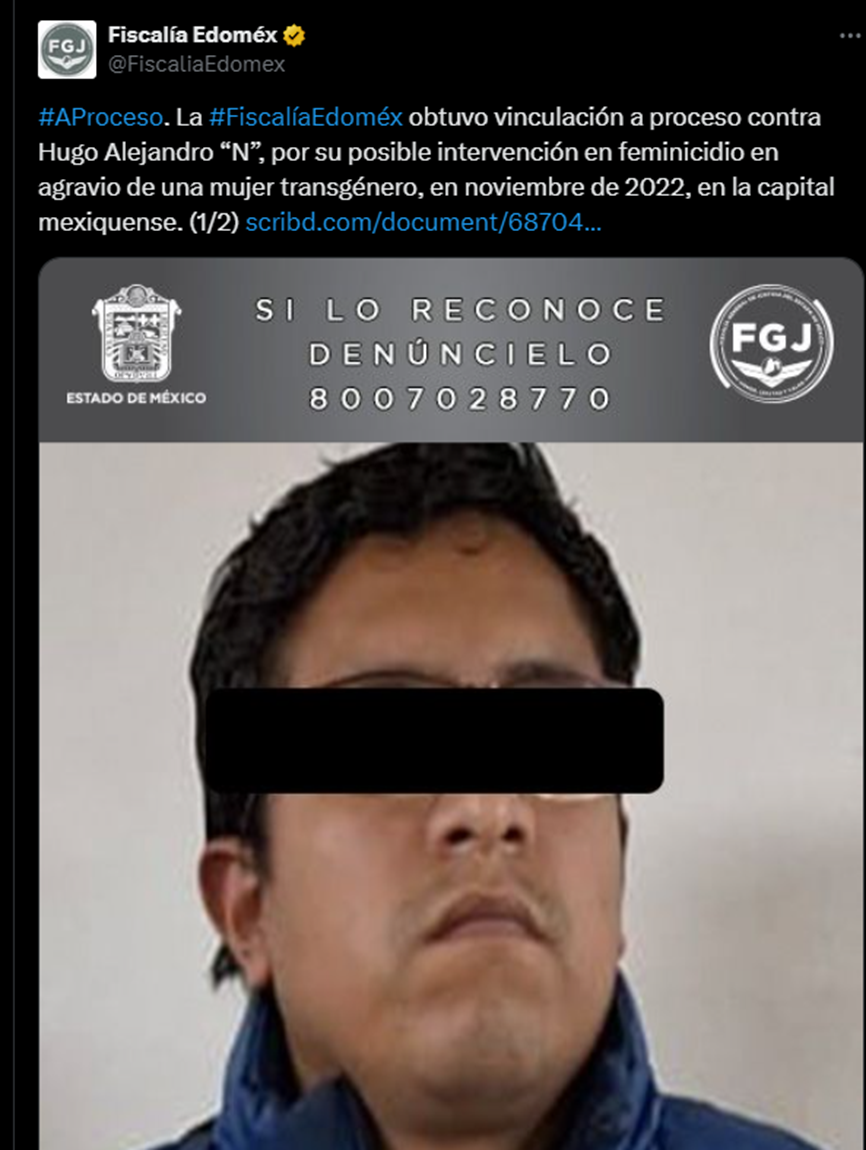 Fiscalía Edoméx
@FiscaliaEdomex
#AProceso. La #FiscalíaEdoméx obtuvo vinculación a proceso contra
Hugo Alejandro “N”, por su posible intervención en feminicidio en
agravio de una mujer transgénero, en noviembre de 2022, en la capital
mexiquense. (1/2) scribd.com/document/68704...
SI LO RECONOCE
DENÚNCIELO
8007028770
ESTADO DE MÉXICO
FGJ